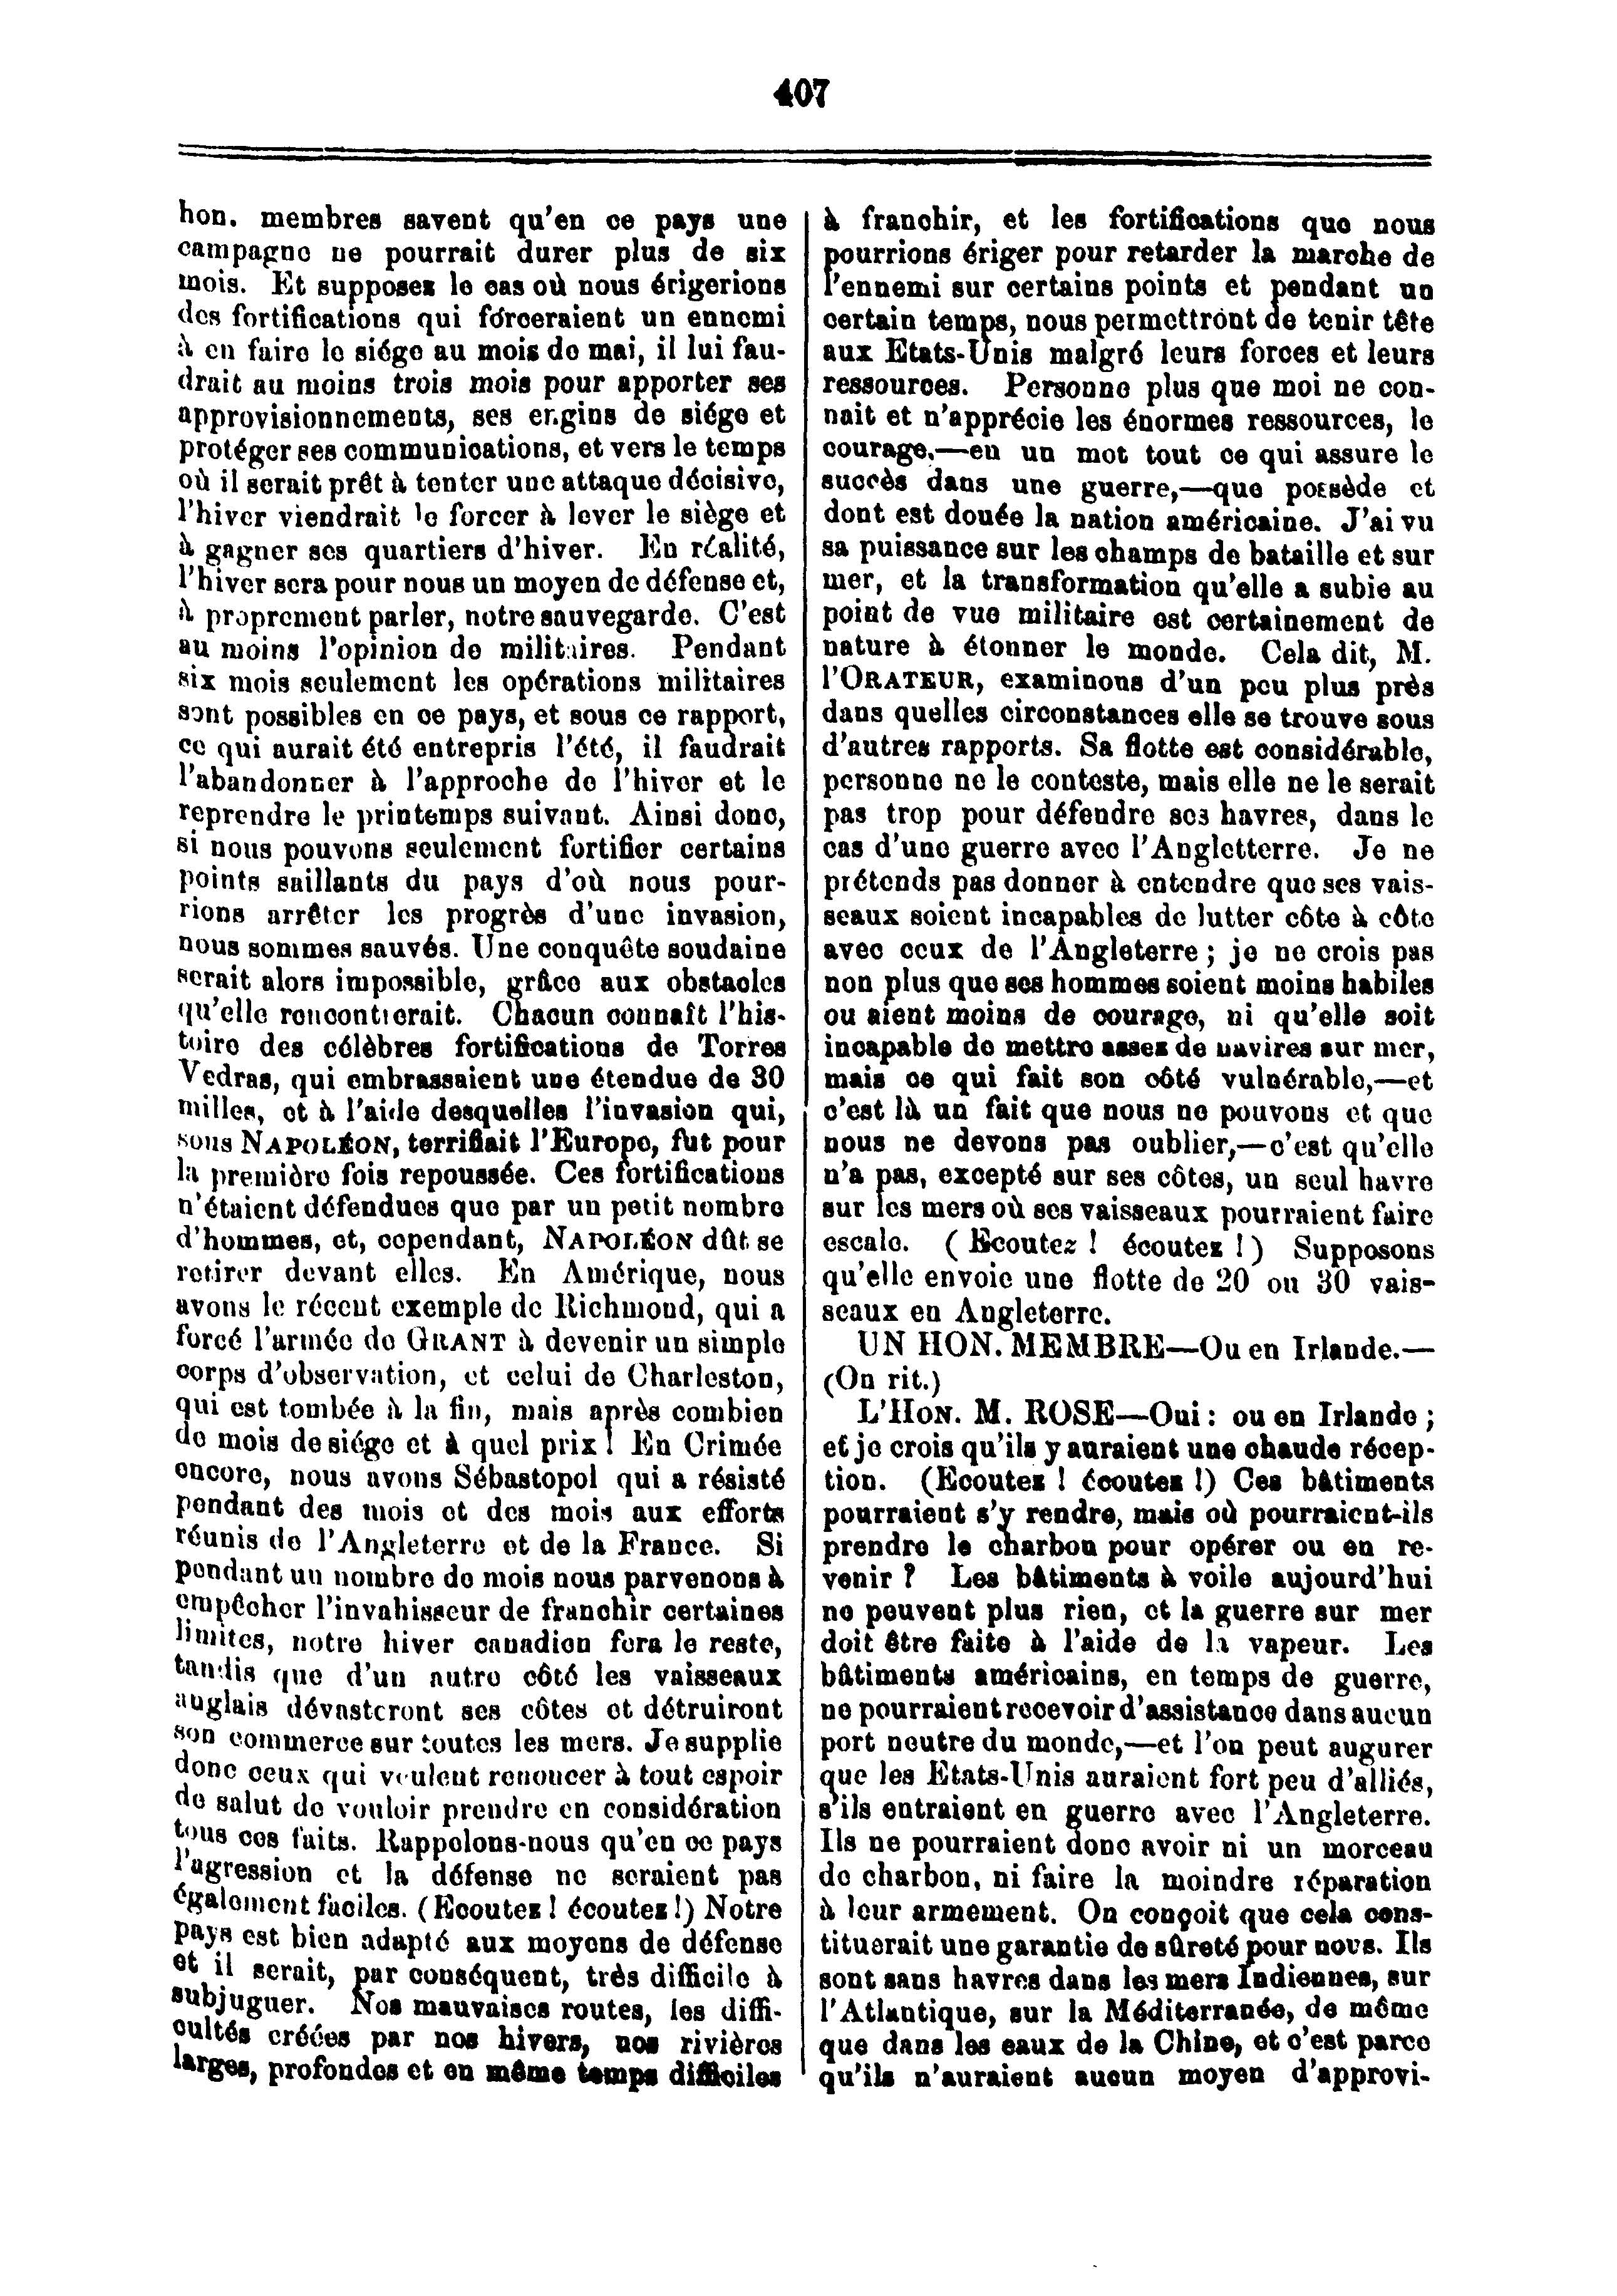 407
hon. membres savent qu'en ce pays une
campagne ne pourrait durer plus de six
mois. Et supposez le cas où nous érigerions
des fortifications qui forceraient un ennemi
à en faire le siége au mois de mai, il lui fau-
drait au moins trois mois pour apporter ses
approvisionnements, ses engins de siége et
protéger ses communications, et vers le temps
où il serait prêt à tenter une attaque décisive,
l'hiver viendrait le forcer à lever le siège et
à gagner ses quartiers d'hiver. En réalité,
l'hiver sera pour nous un moyen de défense et,
à proprement parler, notre sauvegarde. C'est
au moins l'opinion de militaires. Pendant
six mois seulement les opérations militaires
sont possibles en ce pays, et sous ce rapport,
ce qui aurait été entrepris l'été, il faudrait
l'abandonner à l'approche de l'hiver et le
reprendre le printemps suivant. Ainsi donc,
si nous pouvons seulement fortifier certains
points saillants du pays d'où nous pour-
rions arrêter les progrès d'une invasion,
nous sommes sauvés. Une conquête soudaine
serait alors impossible, grâce aux obstacles
qu'elle rencontrerait. Chacun connaît l'his-
toire des célèbres fortifications de Torres
Vedras, qui embrassaient une étendue de 30
milles, et à l'aide desquelles l'invasion qui,
sous NAPOLÉON, terrifiait l'Europe, fut pour
la première fois repoussée. Ces fortifications
n'étaient défendues que par un petit nombre
d'hommes, et, cependant, NAPOLÉON dût se
retirer devant elles. En Amérique, nous
avons le récent exemple de Richmond, qui a
forcé l'armée de GRANT à devenir un simple
corps d'observation, et celui de Charleston,
qui est tombée à la fin, mais après combien
de mois de siége et à quel prix ! En Crimée
encore, nous avons Sébastopol qui a résisté
pendant des mois et des mois aux efforts
réunis de l'Angleterre et de la France. Si
pendant un nombre de mois nous parvenons à
empêcher l'invahisseur de franchir certaines
limites, notre hiver canadien fera le reste,
tandis que d'un autre côté les vaisseaux
anglais dévasteront ses côtes et détruiront
son commerce sur toutes les mers. Je supplie
donc ceux qui veulent renoncer à tout espoir
de salut de vouloir prendre en considération
tous ces faits. Rappelons-nous qu'en ce pays
l'agression et la défense ne seraient pas
également faciles. (Ecoutez ! écoutez !) Notre
pays est bien adapté aux moyens de défense
et il serait, par conséquent, très difficile à
subjuguer. Nos mauvaises routes, les diffi-
cultés créées par nos hivers, nos rivières
larges, profondes et en même temps difficiles
à franchir, et les fortifications que nous
pourrions ériger pour retarder la marche de
l'ennemi sur certains points et pendant un
certain temps, nous permettront de tenir tête
aux Etats-Unis malgré leurs forces et leurs
ressources. Personne plus que moi ne con-
nait et n'apprécie les énormes ressources, le
courage,—en un mot tout ce qui assure le
succès dans une guerre,—que possède et
dont est douée la nation américaine. J'ai vu
sa puissance sur les champs de bataille et sur
mer, et la transformation qu'elle a subie au
point de vue militaire est certainement de
nature à étonner le monde. Cela dit, M.
l'ORATEUR, examinons d'un peu plus près
dans quelles circonstances elle se trouve sous
d'autres rapports. Sa flotte est considérable,
personne ne le conteste, mais elle ne le serait
pas trop pour défendre ses havres, dans le
cas d'une guerre avec l'Angletterre. Je ne
prétends pas donner à entendre que ses vais-
seaux soient incapables de lutter côte à côte
avec ceux de l'Angleterre ; je ne crois pas
non plus que ses hommes soient moins habiles
ou aient moins de courage, ni qu'elle soit
incapable de mettre assez de navires sur mer,
mais ce qui fait son côté vulnérable,—et
c'est là un fait que nous ne pouvons et que
nous ne devons pas oublier,—c'est qu'elle
n'a pas, excepté sur ses côtes, un seul havre
sur les mers où ses vaisseaux pourraient faire
escale. (Ecoutez ! écoutez !) Supposons
qu'elle envoie une flotte de 20 ou 30 vais-
seaux en Angleterre.
UN HON. MEMBRE—Ou en Irlande.—
(On rit.)
L'HON. M. ROSE—Oui : ou en Irlande ;
et je crois qu'ils y auraient une chaude récep-
tion. (Ecoutez ! écoutez !) Ces bâtiments
pourraient s'y rendre, mais où pourraient-ils
prendre le charbon pour opérer ou en re-
venir ? Les bâtiments à voile aujourd'hui
ne peuvent plus rien, et la guerre sur mer
doit être faite à l'aide de la vapeur. Les
bâtiments américains, en temps de guerre,
ne pourraient recevoir d'assistance dans aucun
port neutre du monde,—et l'on peut augurer
que les Etats-Unis auraient fort peu d'alliés,
s'ils entraient en guerre avec l'Angleterre.
Ils ne pourraient donc avoir ni un morceau
de charbon, ni faire la moindre réparation
à leur armement. On conçoit que cela cons-
tituerait une garantie de sûreté pour nous. Ils
sont sans havres dans les mers Indiennes, sur
l'Atlantique, sur la Méditerranée, de même
que dans les eaux de la Chine, et c'est parce
qu'ils n'auraient aucun moyen d'approvi-